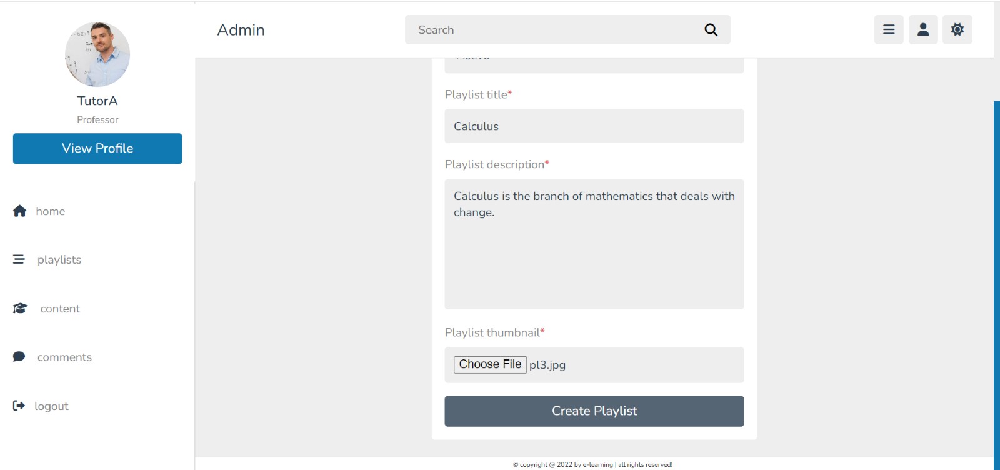 TutorA
Professor
View Profile
home
playlists
content
comments
logout
Admin
Search
Playlist title*
Calculus
Playlist description*
Calculus is the branch of mathematics that deals with
change.
Playlist thumbnail*
Choose File pl3.jpg
Create Playlist
© copyright @ 2022 by e-learning | all rights reserved!